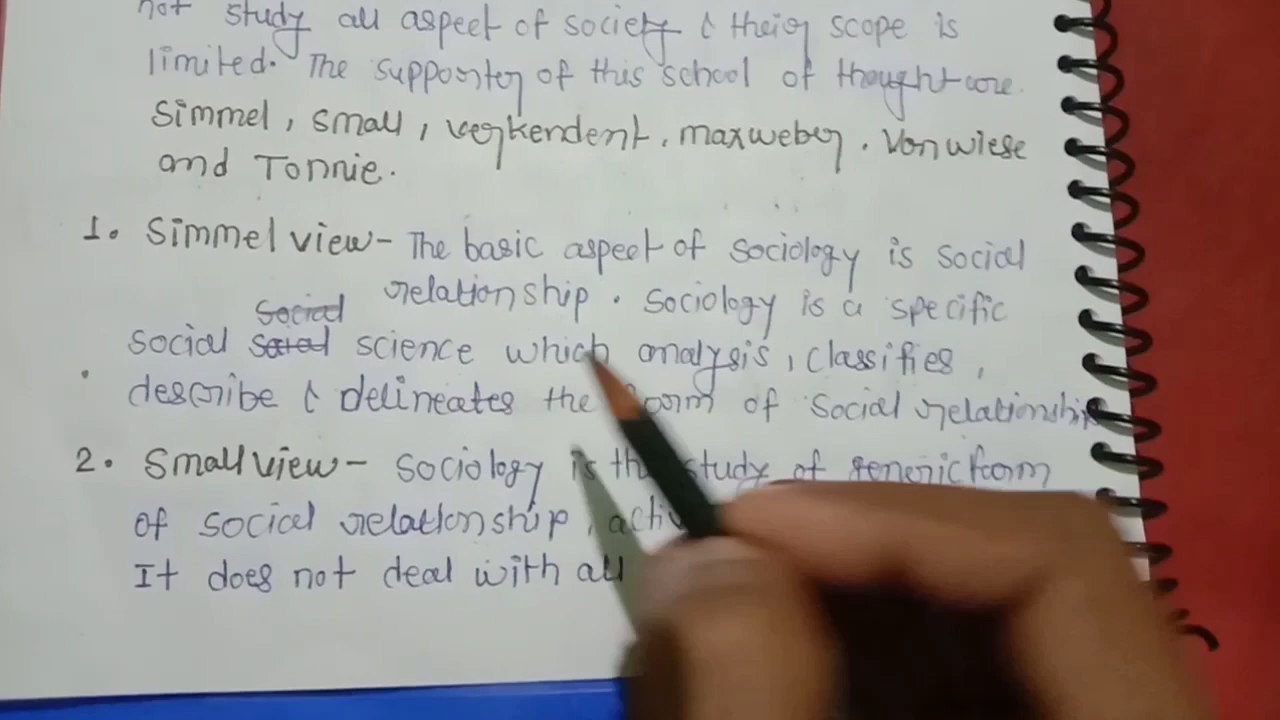 not study all aspect of society & their scope is
limited. The supporter of this school of thought are.
Simmel, small, verkendent, maxweber, Vonwiese
and Tonnie.
1. Simmel view- The basic aspect of sociology is social
relationship. sociology is a specific
social science which analysis, classifies,
describe & delineates the form of social relationship
2. Small view- sociology is the study of generic form
of social relationship,
It does not deal with all